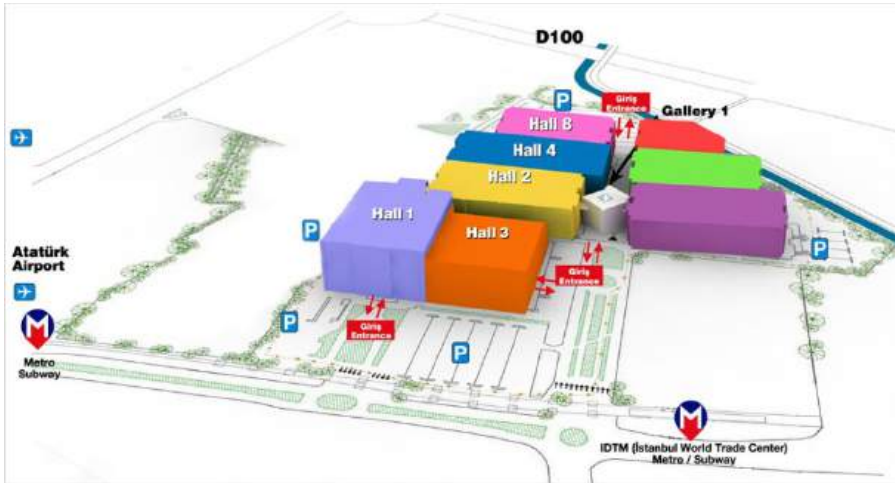 D100
P
Giriş
Entrance
Gallery 1
Hall 8
Hall 4
Hall 2
Hall 1
Hall 3
P
P
Atatürk
Airport
Giriş
Entrance
M
P
Giriş
Entrance
P
Metro
Subway
M
IDTM (İstanbul World Trade Center)
Metro / Subway